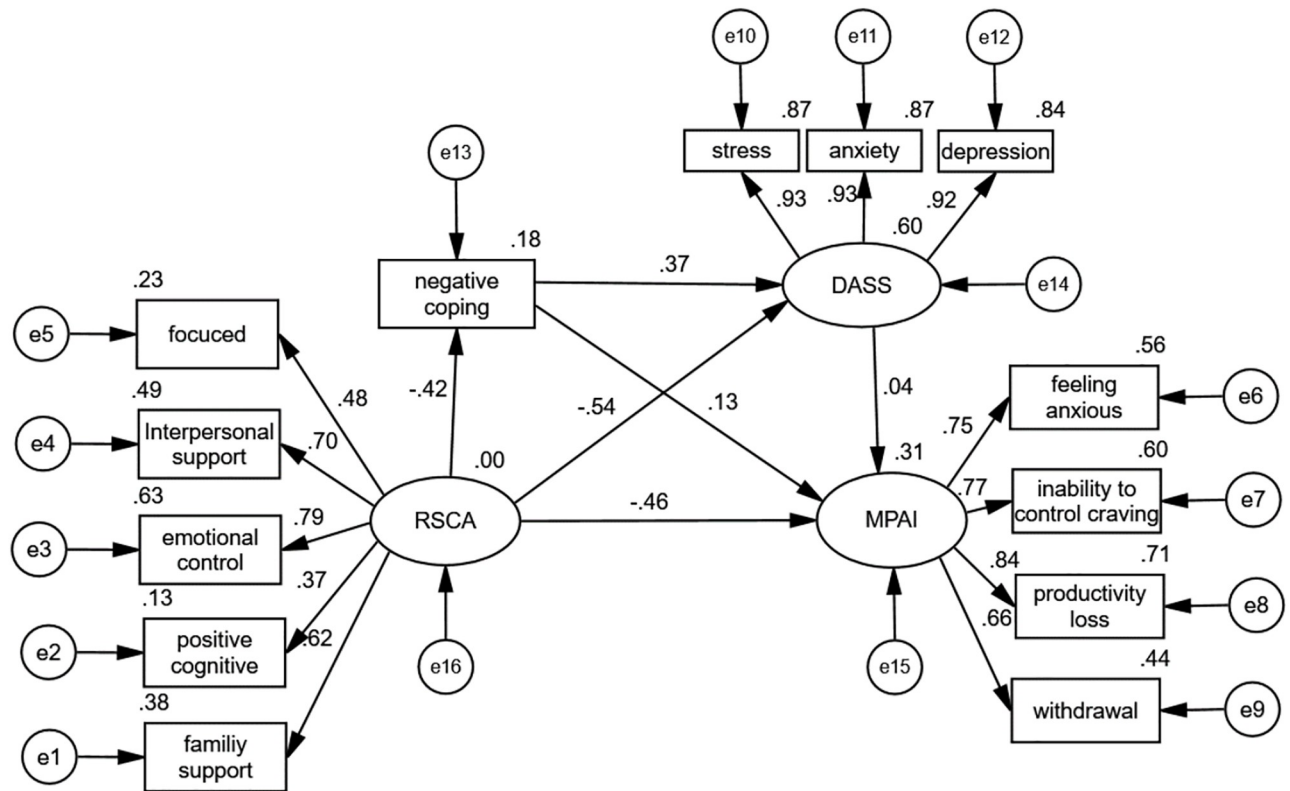 e10
e11
e12
.87
.87
.84
stress
anxiety
depression
e13
.93
.93
.92
.60
.18
negative
coping
.37
DASS
e14
.23
e5
focuced
-.42
.48
-.54
.13
.04
.56
feeling
anxious
e6
.75
.49
e4
Interpersonal
support
.70
.00
.31
.60
.77
inability to
control craving
e7
.63
e3
emotional
control
.79
RSCA
-.46
MPAI
.37
.84
.71
productivity
loss
e8
.13
e2
positive
cognitive
.62
.66
e16
e15
.44
withdrawal
e9
.38
e1
familiy
support